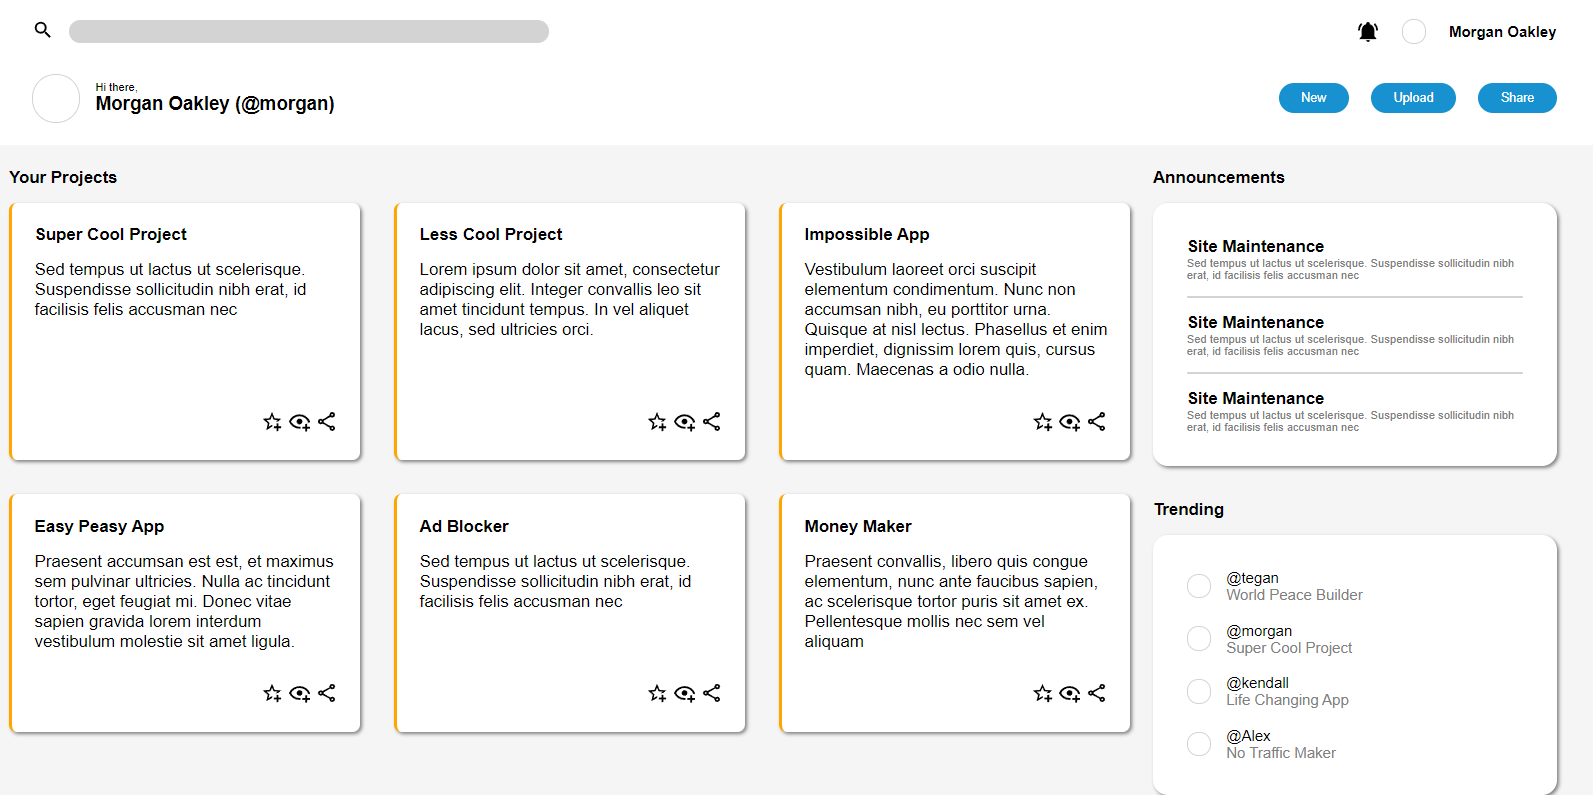 Morgan Oakley
Hi there,
Morgan Oakley (@morgan)
New
Upload
Share
Your Projects
Super Cool Project
Sed tempus ut lactus ut scelerisque.
Suspendisse sollicitudin nibh erat, id
facilisis felis accusman nec
Less Cool Project
Lorem ipsum dolor sit amet, consectetur
adipiscing elit. Integer convallis leo sit
amet tincidunt tempus. In vel aliquet
lacus, sed ultricies orci.
Impossible App
Vestibulum laoreet orci suscipit
elementum condimentum. Nunc non
accumsan nibh, eu porttitor urna.
Quisque at nisl lectus. Phasellus et enim
imperdiet, dignissim lorem quis, cursus
quam. Maecenas a odio nulla.
Easy Peasy App
Praesent accumsan est est, et maximus
sem pulvinar ultricies. Nulla ac tincidunt
tortor, eget feugiat mi. Donec vitae
sapien gravida lorem interdum
vestibulum molestie sit amet ligula.
Ad Blocker
Sed tempus ut lactus ut scelerisque.
Suspendisse sollicitudin nibh erat, id
facilisis felis accusman nec
Money Maker
Praesent convallis, libero quis congue
elementum, nunc ante faucibus sapien,
ac scelerisque tortor puris sit amet ex.
Pellentesque mollis nec sem vel
aliquam
Announcements
Site Maintenance
Sed tempus ut lactus ut scelerisque. Suspendisse sollicitudin nibh
erat, id facilisis felis accusman nec
Site Maintenance
Sed tempus ut lactus ut scelerisque. Suspendisse sollicitudin nibh
erat, id facilisis felis accusman nec
Site Maintenance
Sed tempus ut lactus ut scelerisque. Suspendisse sollicitudin nibh
erat, id facilisis felis accusman nec
Trending
@tegan
World Peace Builder
@morgan
Super Cool Project
@kendall
Life Changing App
@Alex
No Traffic Maker